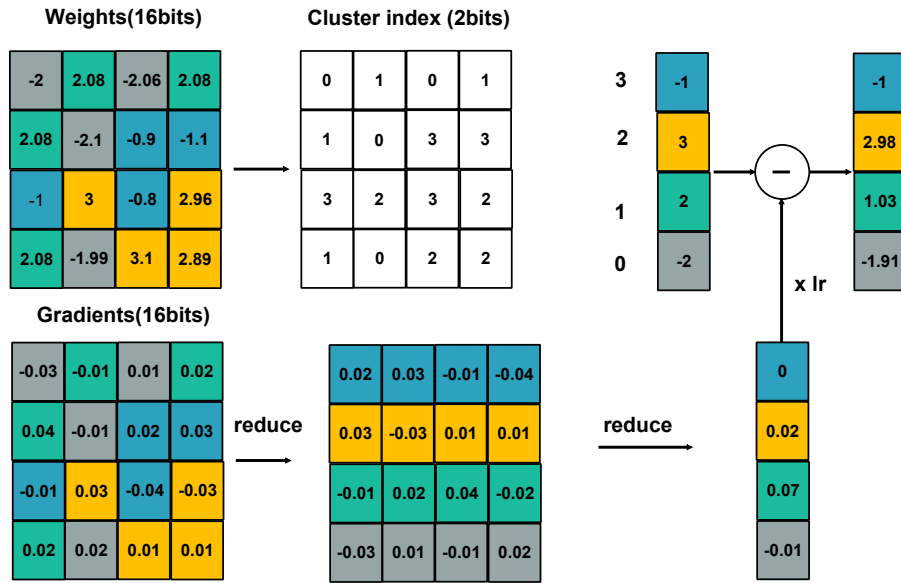 Weights(16bits)
Cluster index (2bits)
-2 2.08 -2.06 2.08
2.08 -2.1 -0.9 -1.1
-1 3 -0.8 2.96
2.08 -1.99 3.1 2.89
0 1 0 1
1 0 3 3
3 2 3 2
1 0 2 2
3 -1
2 3
1 2
0 -2
−
-1
2.98
1.03
-1.91
x lr
Gradients(16bits)
-0.03 -0.01 0.01 0.02
0.04 -0.01 0.02 0.03
-0.01 0.03 -0.04 -0.03
0.02 0.02 0.01 0.01
reduce
0.02 0.03 -0.01 -0.04
0.03 -0.03 0.01 0.01
-0.01 0.02 0.04 -0.02
-0.03 0.01 -0.01 0.02
reduce
0
0.02
0.07
-0.01